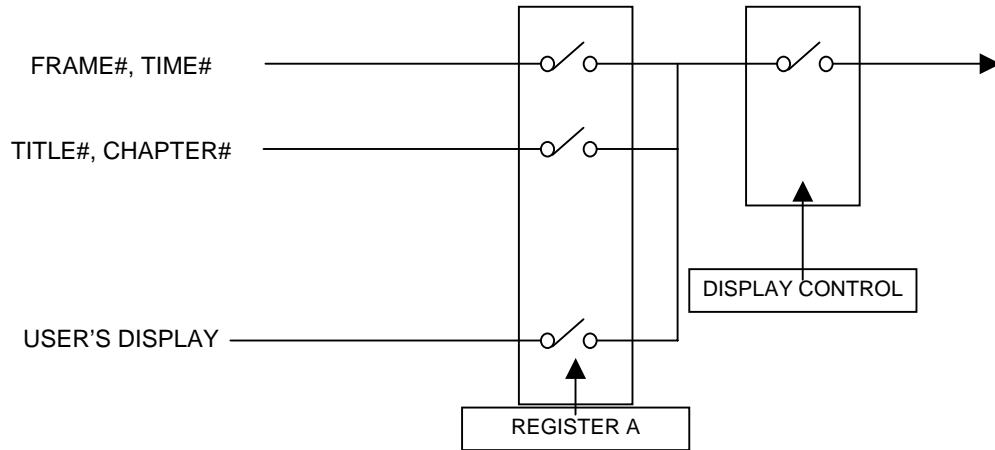 FRAME#, TIME#
TITLE#, CHAPTER#
DISPLAY CONTROL
USER’S DISPLAY
REGISTER A